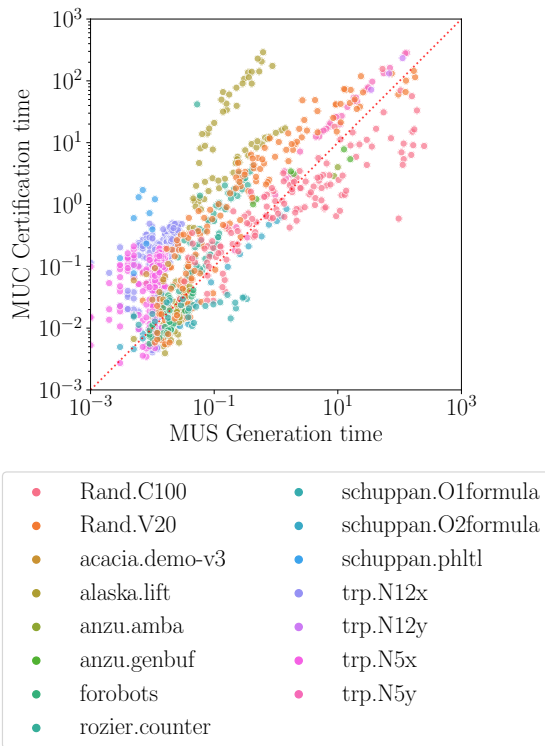 10^3
10^2
10^1
10^0
10^−1
10^−2
10^−3
MUC Certification time
10^−3 10^−1 10^1 10^3
MUS Generation time
Rand.C100
Rand.V20
acacia.demo-v3
alaska.lift
anzu.amba
anzu.genbuf
forobots
rozier.counter
schuppan.O1formula
schuppan.O2formula
schuppan.phltl
trp.N12x
trp.N12y
trp.N5x
trp.N5y